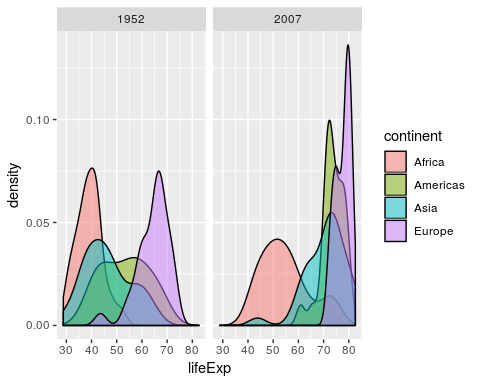 1952 2007
0.10
0.05
0.00
30 40 50 60 70 80 30 40 50 60 70 80
lifeExp
density
continent
Africa
Americas
Asia
Europe